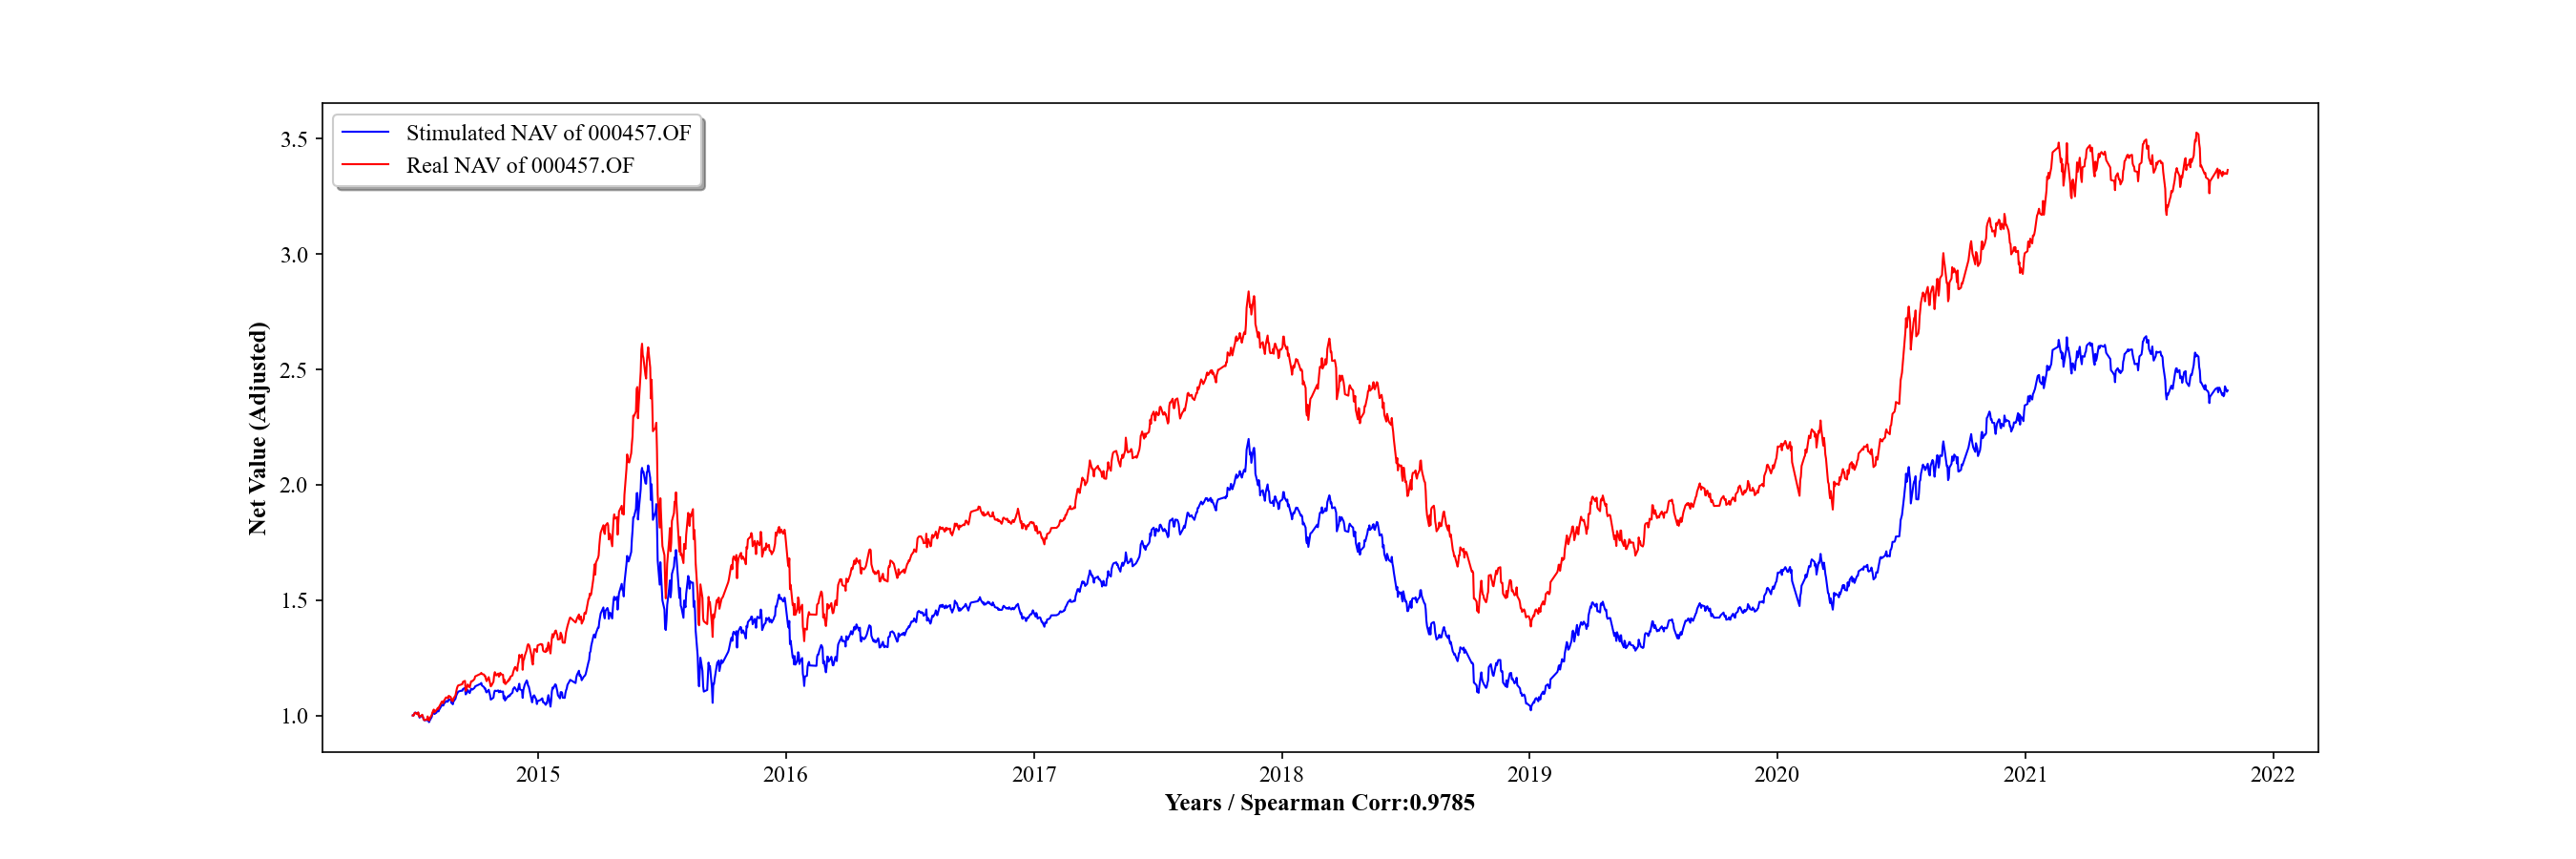 Stimulated NAV of 000457.OF
Real NAV of 000457.OF
3.5
3.0
2.5
2.0
1.5
1.0
Net Value (Adjusted)
2015 2016 2017 2018 2019 2020 2021 2022
Years / Spearman Corr:0.9785